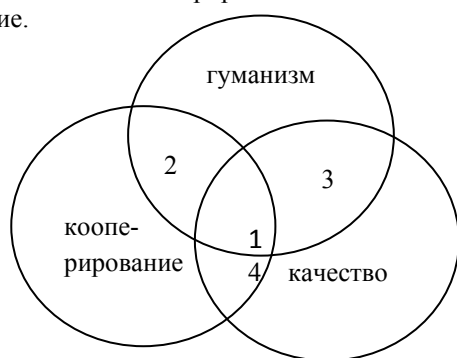 ие.
гуманизм
2
3
коопе-
рирование
1
4
качество